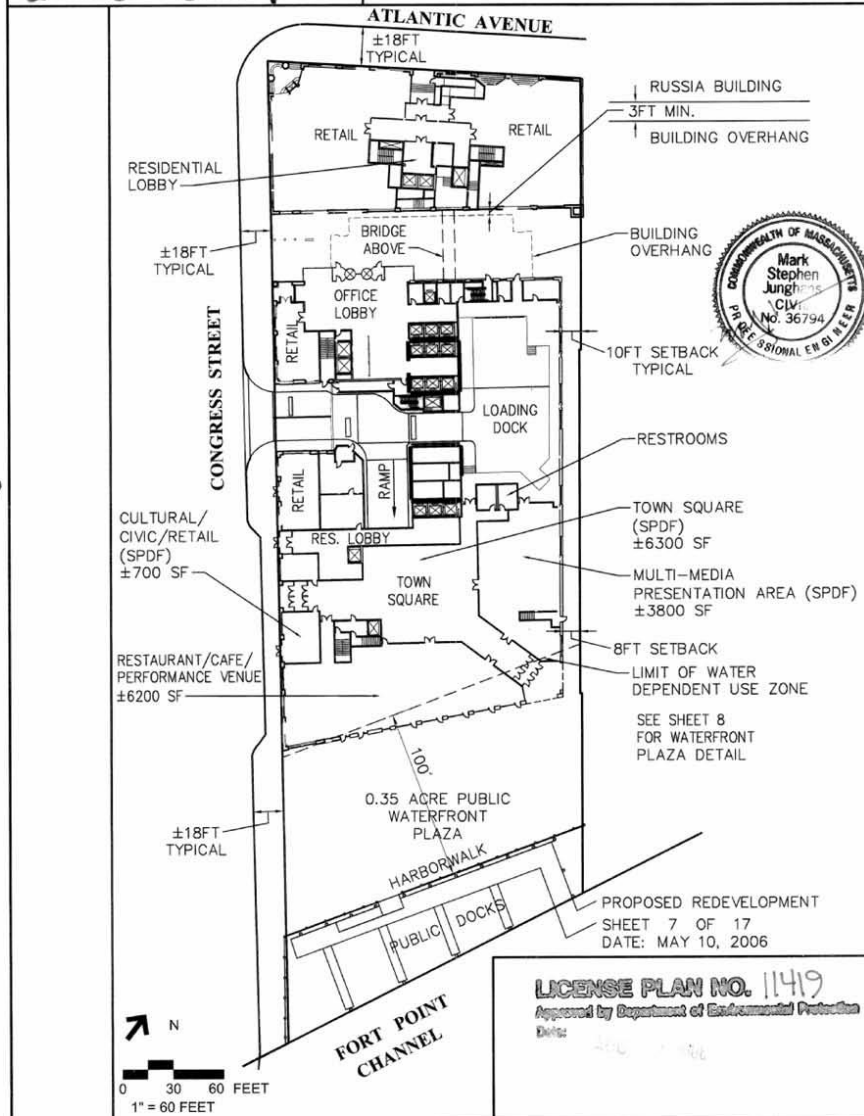 ATLANTIC AVENUE
±18FT
TYPICAL
RUSSIA BUILDING
3FT MIN.
BUILDING OVERHANG
RETAIL
RETAIL
RESIDENTIAL
LOBBY
BRIDGE
ABOVE
BUILDING
OVERHANG
±18FT
TYPICAL
COMMONWEALTH OF MASSACHUSETTS
Mark
Stephen
CIVIL
No. 36794
PROFESSIONAL ENGINEER
OFFICE
LOBBY
RETAIL
CONGRESS STREET
10FT SETBACK
TYPICAL
LOADING
DOCK
RESTROOMS
RETAIL
RAMP
CULTURAL/
CIVIC/RETAIL
(SPDF)
±700 SF
RES. LOBBY
TOWN SQUARE
(SPDF)
±6300 SF
TOWN
SQUARE
MULTI-MEDIA
PRESENTATION AREA (SPDF)
±3800 SF
8FT SETBACK
RESTAURANT/CAFE/
PERFORMANCE VENUE
±6200 SF
LIMIT OF WATER
DEPENDENT USE ZONE
SEE SHEET 8
FOR WATERFRONT
PLAZA DETAIL
100'
0.35 ACRE PUBLIC
WATERFRONT
PLAZA
±18FT
TYPICAL
HARBORWALK
PUBLIC DOCKS
PROPOSED REDEVELOPMENT
SHEET 7 OF 17
DATE: MAY 10, 2006
FORT POINT
CHANNEL
N
0 30 60 FEET
1" = 60 FEET
LICENSE PLAN NO. 11419
Approved by Department of Environmental Protection
Date: